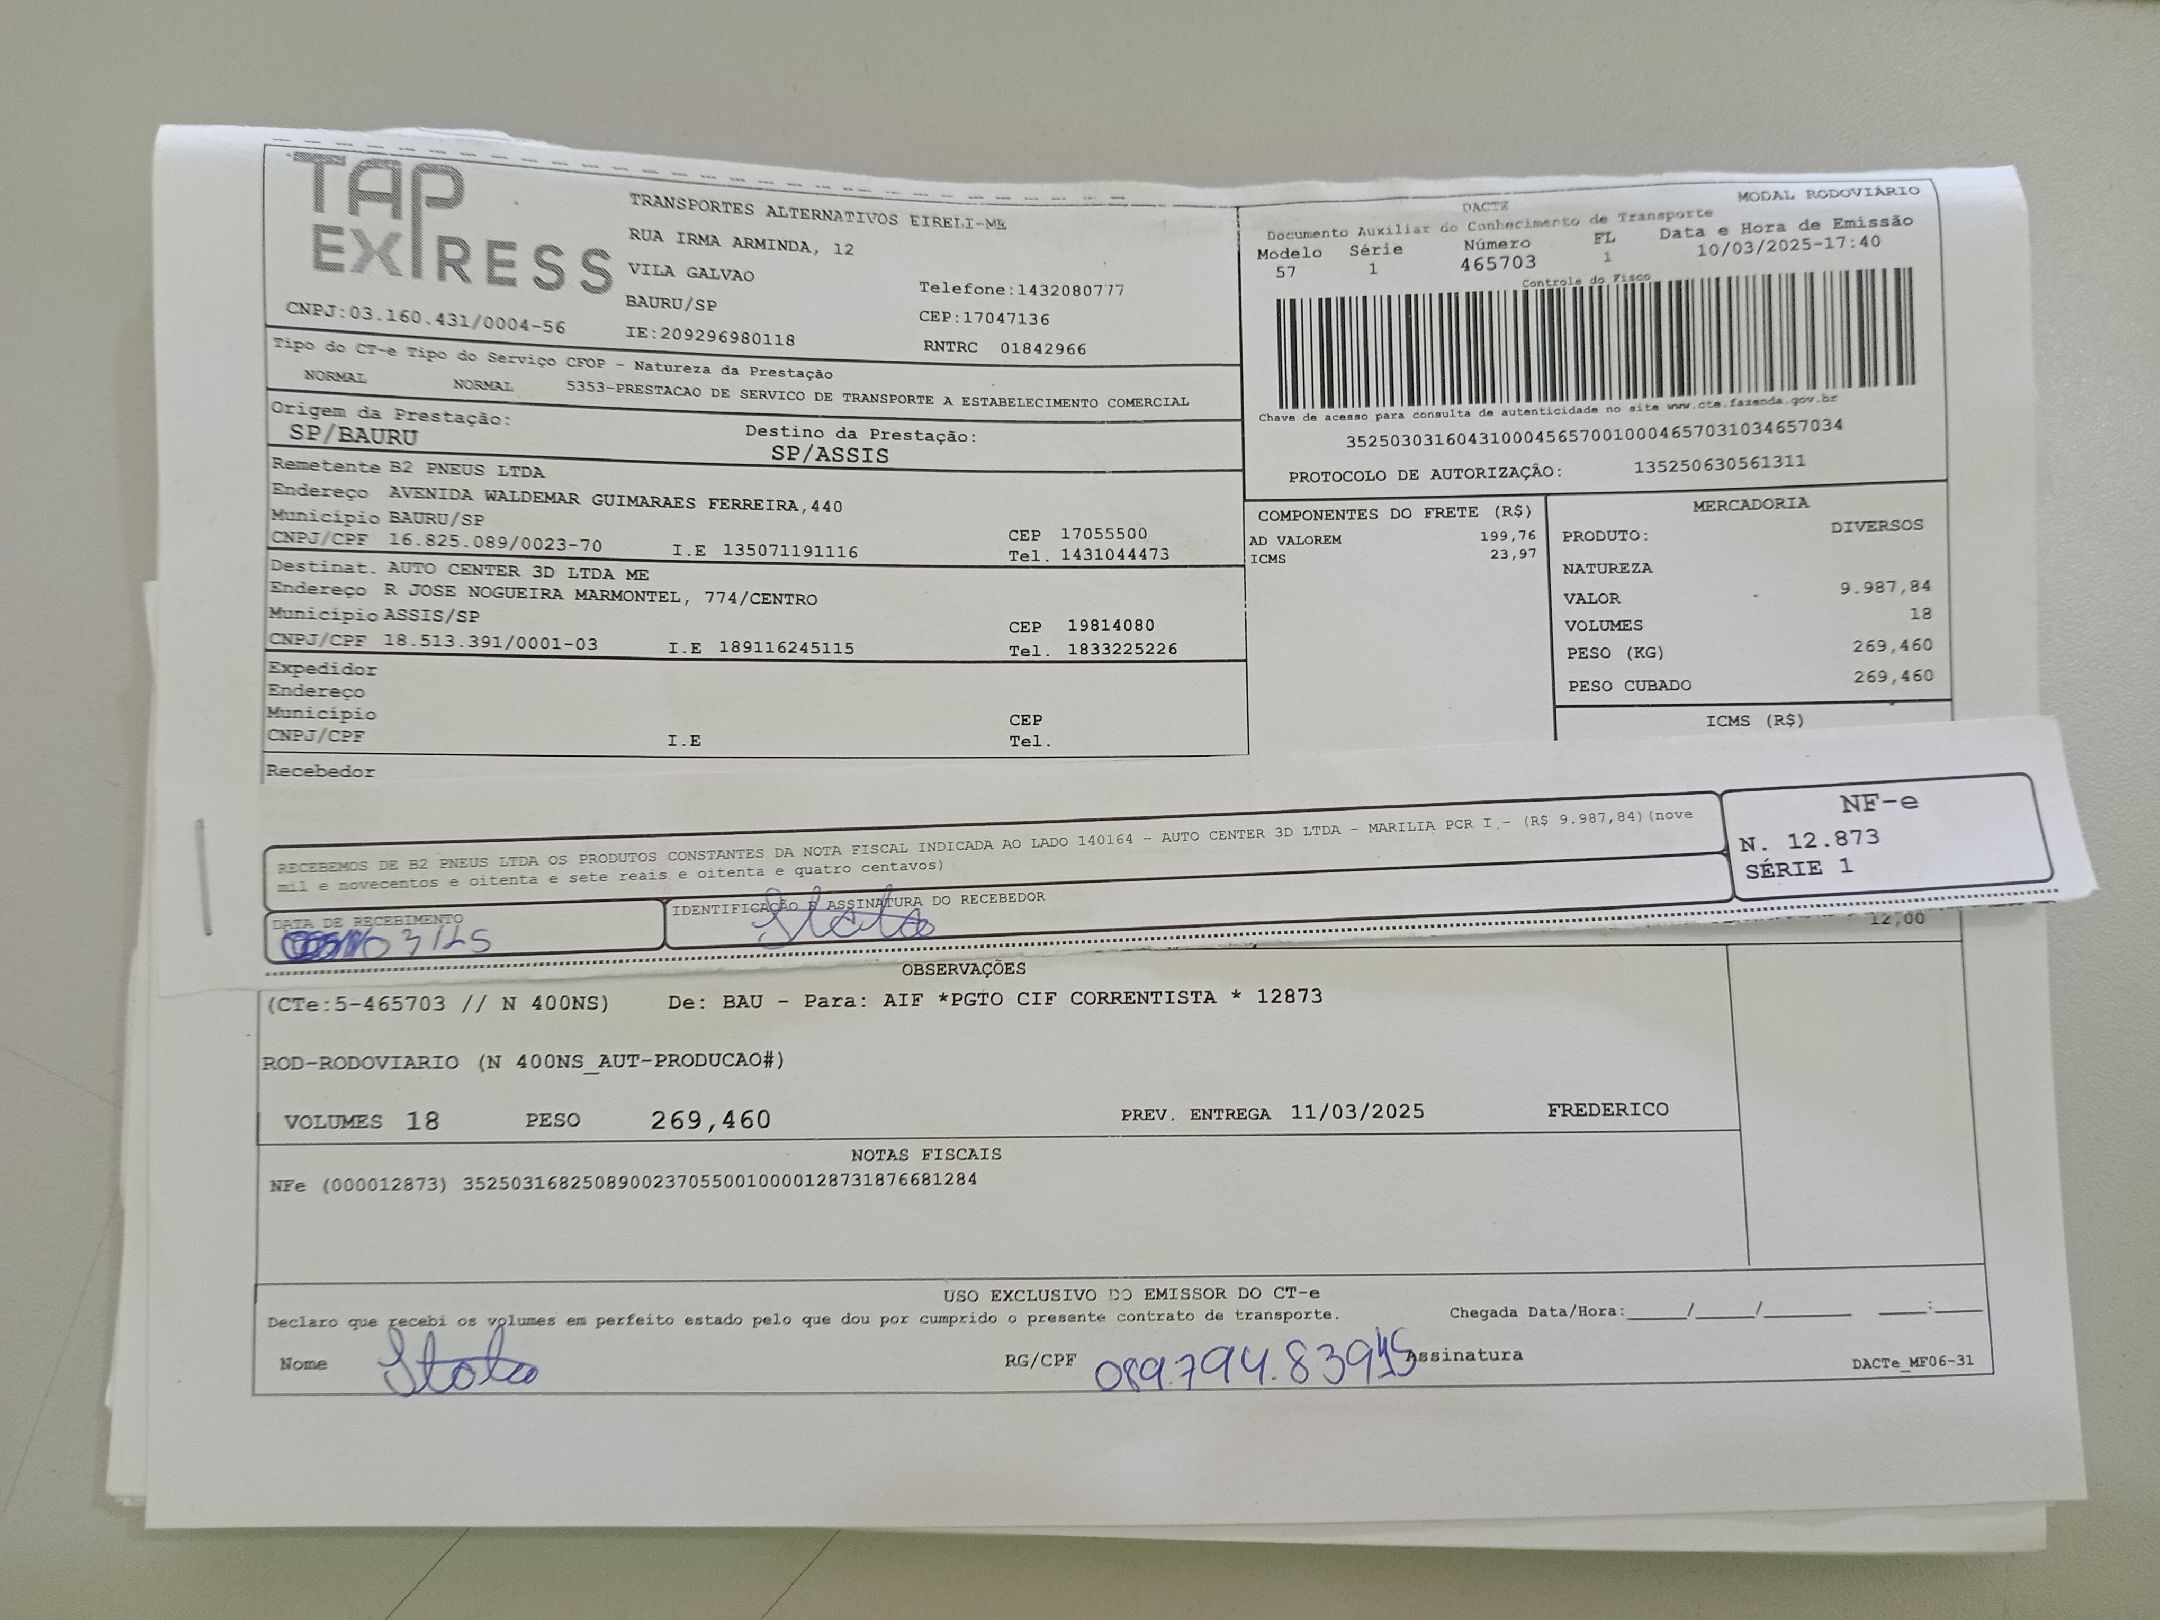 TAP
EXPRESS
CNPJ:03.160.431/0004-56
TRANSPORTES ALTERNATIVOS EIRELI-ME
RUA IRMA ARMINDA, 12
VILA GALVAO
BAURU/SP
IE:209296980118
Telefone:1432080777
CEP:17047136
RNTRC 01842966
DACTE
MODAL RODOVIÁRIO
Documento Auxiliar do Conhecimento de Transporte
Modelo Série Número FL Data e Hora de Emissão
57 1 465703 1 10/03/2025-17:40
Controle do Fisco
Chave de acesso para consulta de autenticidade no site www.cte.fazenda.gov.br
35250303160431000456570010004657031034657034
PROTOCOLO DE AUTORIZAÇÃO: 135250630561311
Tipo do CT-e Tipo do Serviço CFOP - Natureza da Prestação
NORMAL NORMAL 5353-PRESTACAO DE SERVICO DE TRANSPORTE A ESTABELECIMENTO COMERCIAL
Origem da Prestação: Destino da Prestação:
SP/BAURU SP/ASSIS
Remetente B2 PNEUS LTDA
Endereço AVENIDA WALDEMAR GUIMARAES FERREIRA,440
Município BAURU/SP CEP 17055500
CNPJ/CPF 16.825.089/0023-70 I.E 135071191116 Tel. 1431044473
Destinat. AUTO CENTER 3D LTDA ME
Endereço R JOSE NOGUEIRA MARMONTEL, 774/CENTRO
Município ASSIS/SP CEP 19814080
CNPJ/CPF 18.513.391/0001-03 I.E 189116245115 Tel. 1833225226
Expedidor
Endereço
Município CEP
CNPJ/CPF I.E Tel.
Recebedor
COMPONENTES DO FRETE (R$)
AD VALOREM 199,76
ICMS 23,97
MERCADORIA
PRODUTO: DIVERSOS
NATUREZA
VALOR 9.987,84
VOLUMES 18
PESO (KG) 269,460
PESO CUBADO 269,460
ICMS (R$)
RECEBEMOS DE B2 PNEUS LTDA OS PRODUTOS CONSTANTES DA NOTA FISCAL INDICADA AO LADO 140164 - AUTO CENTER 3D LTDA - MARILIA PCR I - (R$ 9.987,84)(nove
mil e novecentos e oitenta e sete reais e oitenta e quatro centavos)
NF-e
N. 12.873
SÉRIE 1
DATA DE RECEBIMENTO
IDENTIFICAÇÃO E ASSINATURA DO RECEBEDOR
12,00
OBSERVAÇÕES
(CTe:5-465703 // N 400NS) De: BAU - Para: AIF *PGTO CIF CORRENTISTA * 12873
ROD-RODOVIARIO (N 400NS_AUT-PRODUCAO#)
VOLUMES 18 PESO 269,460 PREV. ENTREGA 11/03/2025 FREDERICO
NOTAS FISCAIS
NFe (000012873) 35250316825089002370550010000128731876681284
USO EXCLUSIVO DO EMISSOR DO CT-e
Declaro que recebi os volumes em perfeito estado pelo que dou por cumprido o presente contrato de transporte. Chegada Data/Hora:____/____/______ ___:___
Nome RG/CPF 089.794.839 Assinatura DACTe_MF06-31